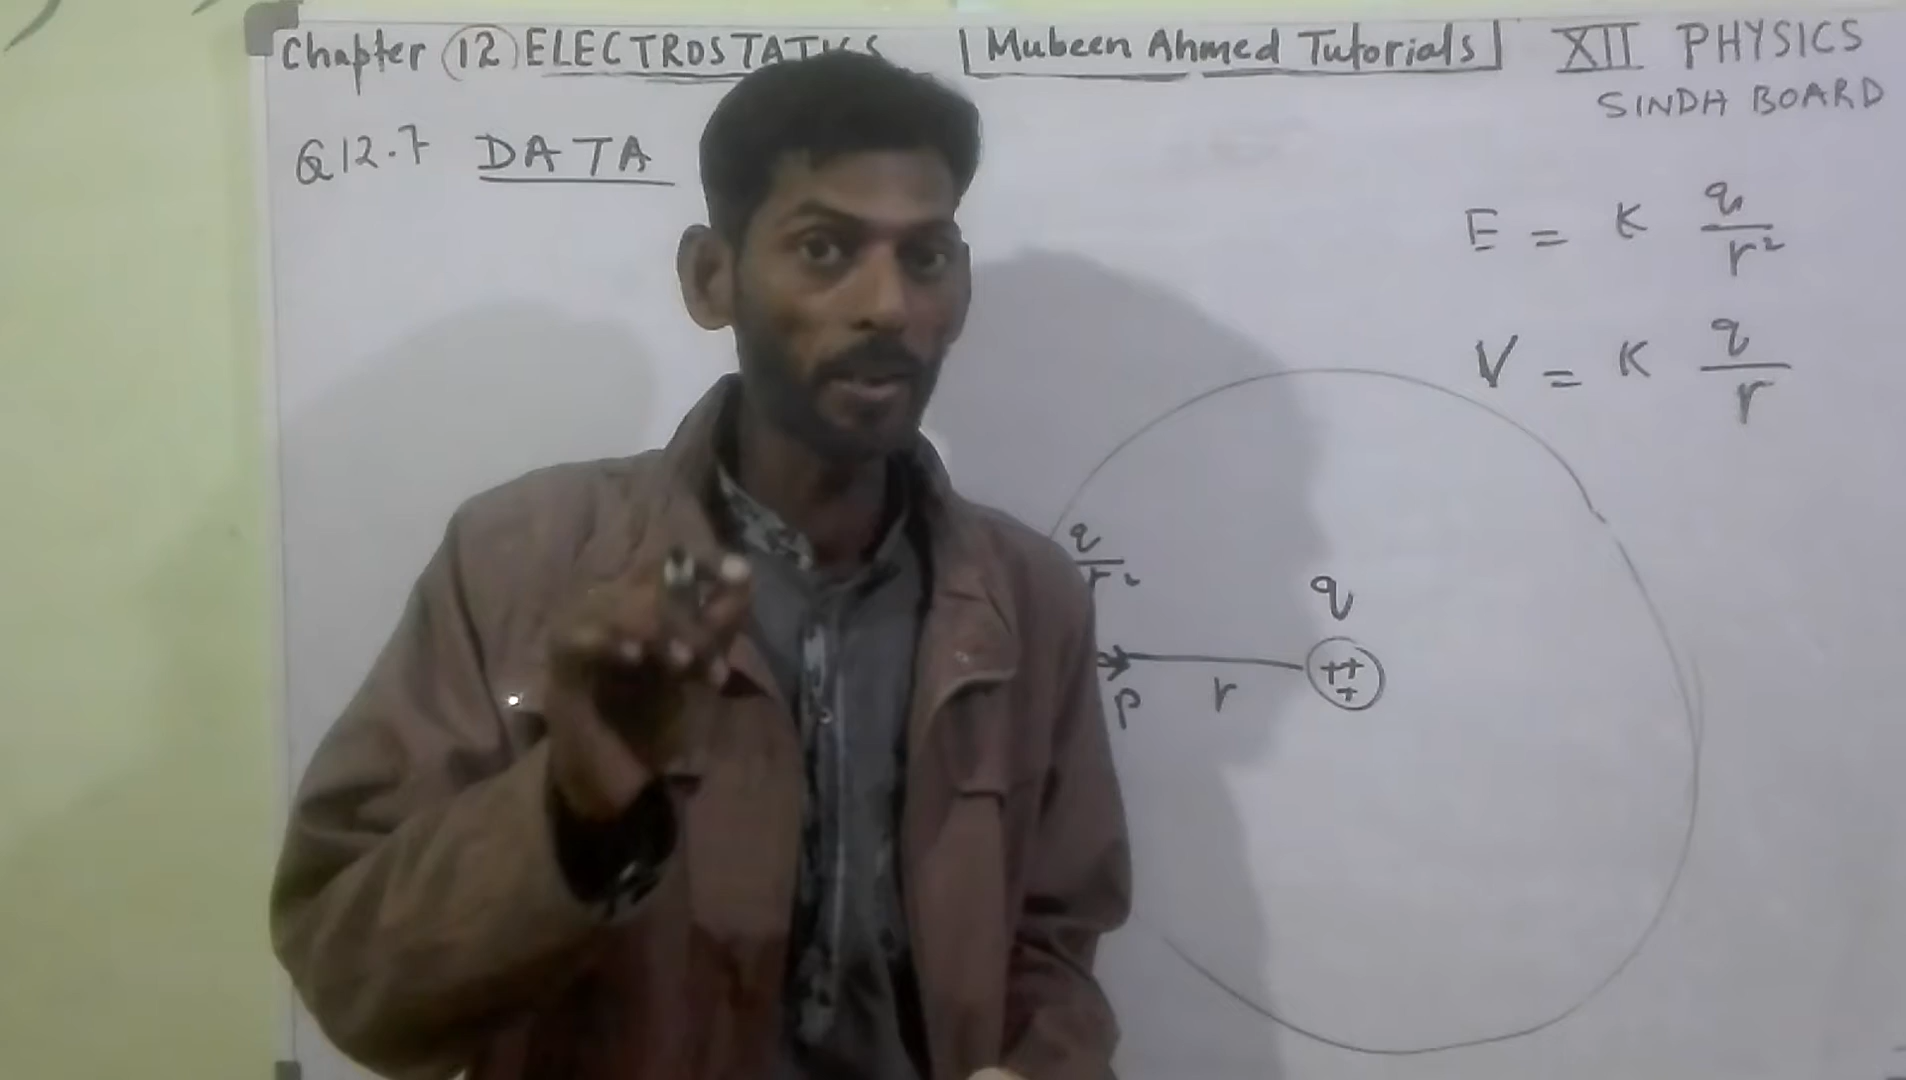 Chapter 12 ELECTROSTATICS | Mubeen Ahmed Tutorials | XII PHYSICS
SINDH BOARD
Q12.7 DATA
E = K q/r²
V = K q/r
q/r²
q
++
+
P r